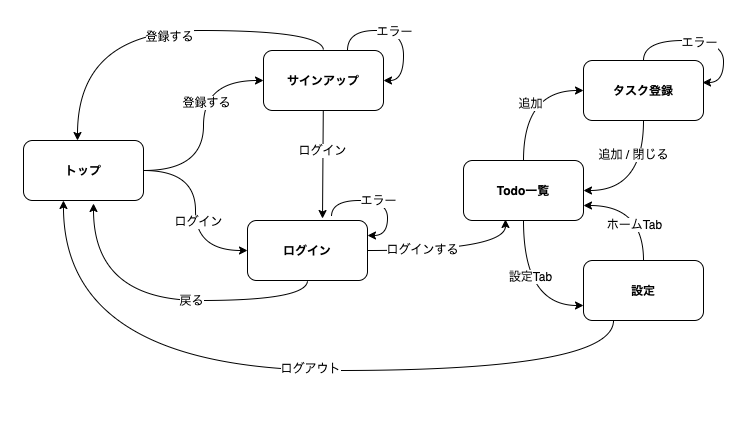 登録する
エラー
サインアップ
登録する
ログイン
トップ
ログイン
エラー
ログイン
ログインする
戻る
ログアウト
エラー
タスク登録
追加
追加 / 閉じる
Todo一覧
ホームTab
設定Tab
設定